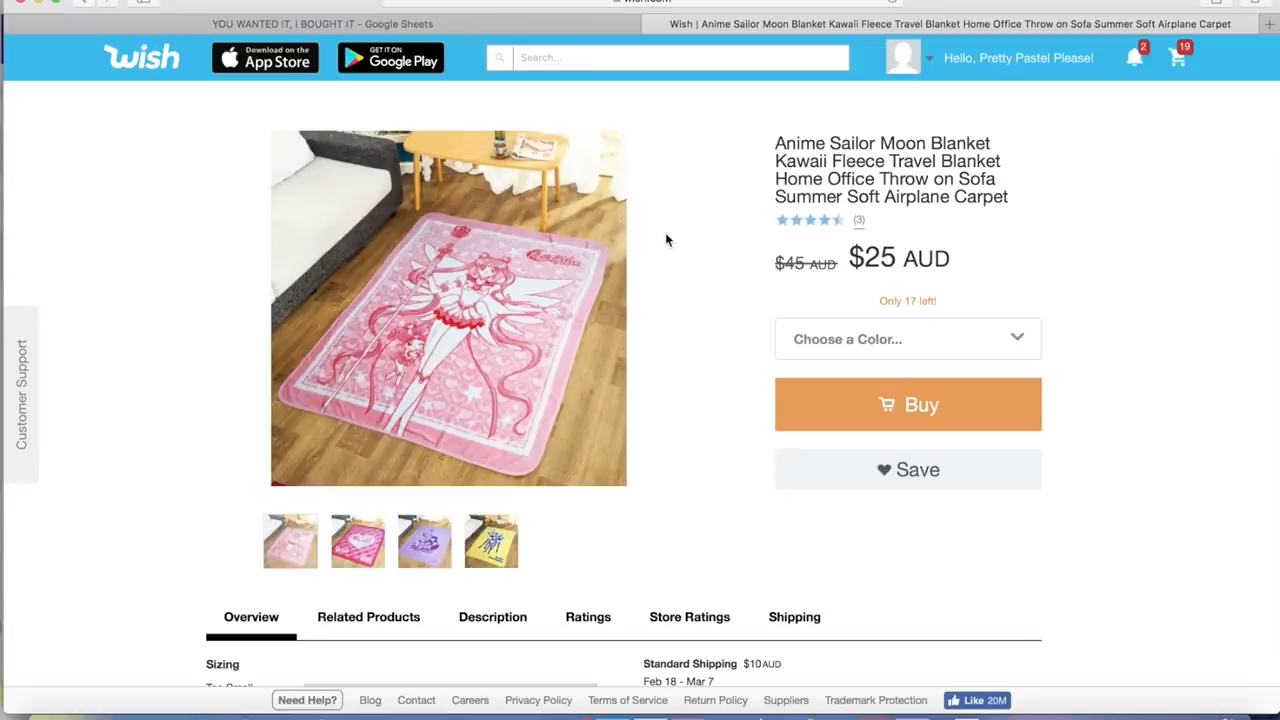 YOU WANTED IT, I BOUGHT IT - Google Sheets
Wish | Anime Sailor Moon Blanket Kawaii Fleece Travel Blanket Home Office Throw on Sofa Summer Soft Airplane Carpet
wish
Download on the
App Store
GET IT ON
Google Play
Search...
Hello, Pretty Pastel Please!
2
19
Anime Sailor Moon Blanket
Kawaii Fleece Travel Blanket
Home Office Throw on Sofa
Summer Soft Airplane Carpet
(3)
$45 AUD
$25 AUD
Only 17 left!
Choose a Color...
Buy
Save
Customer Support
Overview
Related Products
Description
Ratings
Store Ratings
Shipping
Sizing
Standard Shipping $10 AUD
Feb 18 - Mar 7
Need Help?
Blog
Contact
Careers
Privacy Policy
Terms of Service
Return Policy
Suppliers
Trademark Protection
Like 20M